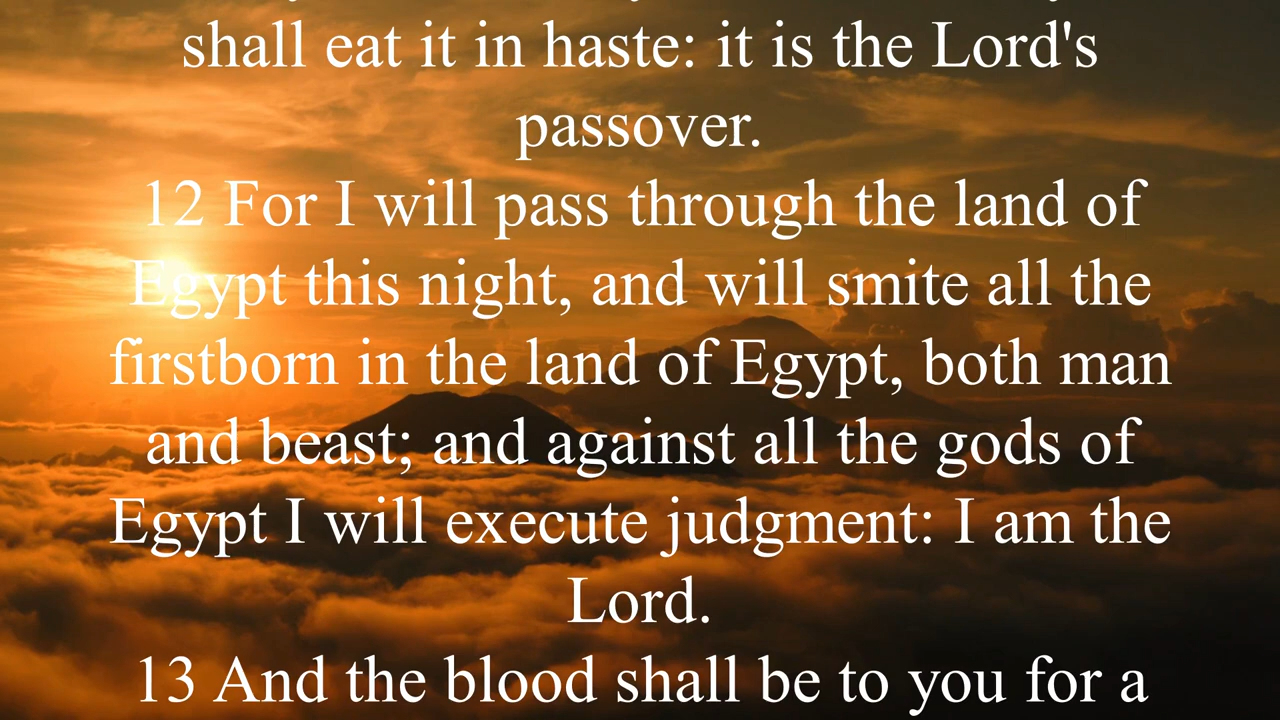 shall eat it in haste: it is the Lord's
passover.
12 For I will pass through the land of
Egypt this night, and will smite all the
firstborn in the land of Egypt, both man
and beast; and against all the gods of
Egypt I will execute judgment: I am the
Lord.
13 And the blood shall be to you for a